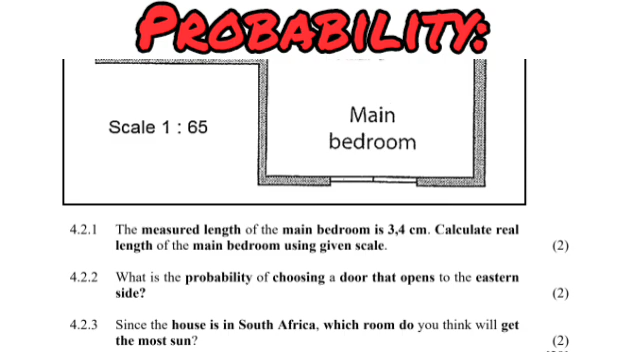 PROBABILITY:
Scale 1 : 65
Main
bedroom
4.2.1 The measured length of the main bedroom is 3,4 cm. Calculate real
length of the main bedroom using given scale. (2)
4.2.2 What is the probability of choosing a door that opens to the eastern
side? (2)
4.2.3 Since the house is in South Africa, which room do you think will get
the most sun? (2)